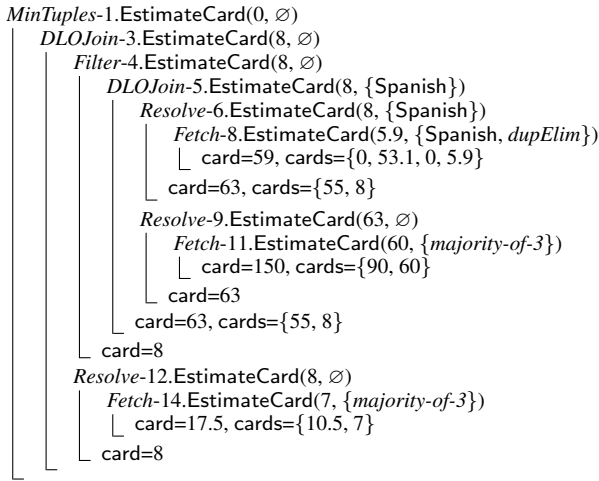 MinTuples-1.EstimateCard(0, ∅)
DLOJoin-3.EstimateCard(8, ∅)
Filter-4.EstimateCard(8, ∅)
DLOJoin-5.EstimateCard(8, {Spanish})
Resolve-6.EstimateCard(8, {Spanish})
Fetch-8.EstimateCard(5.9, {Spanish, dupElim})
card=59, cards={0, 53.1, 0, 5.9}
card=63, cards={55, 8}
Resolve-9.EstimateCard(63, ∅)
Fetch-11.EstimateCard(60, {majority-of-3})
card=150, cards={90, 60}
card=63
card=63, cards={55, 8}
card=8
Resolve-12.EstimateCard(8, ∅)
Fetch-14.EstimateCard(7, {majority-of-3})
card=17.5, cards={10.5, 7}
card=8